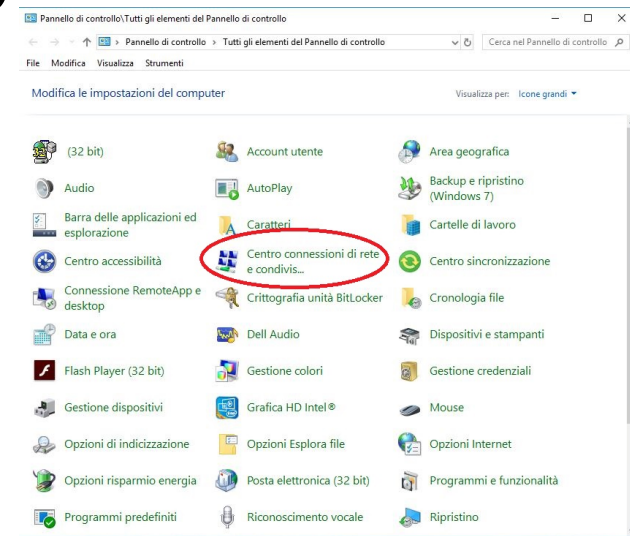 Pannello di controllo\Tutti gli elementi del Pannello di controllo
Pannello di controllo > Tutti gli elementi del Pannello di controllo
Cerca nel Pannello di controllo
File Modifica Visualizza Strumenti
Modifica le impostazioni del computer
Visualizza per: Icone grandi
(32 bit)
Account utente
Area geografica
Audio
AutoPlay
Backup e ripristino
(Windows 7)
Barra delle applicazioni ed
esplorazione
Caratteri
Cartelle di lavoro
Centro accessibilità
Centro connessioni di rete
e condivis...
Centro sincronizzazione
Connessione RemoteApp e
desktop
Crittografia unità BitLocker
Cronologia file
Data e ora
Dell Audio
Dispositivi e stampanti
Flash Player (32 bit)
Gestione colori
Gestione credenziali
Gestione dispositivi
Grafica HD Intel®
Mouse
Opzioni di indicizzazione
Opzioni Esplora file
Opzioni Internet
Opzioni risparmio energia
Posta elettronica (32 bit)
Programmi e funzionalità
Programmi predefiniti
Riconoscimento vocale
Ripristino